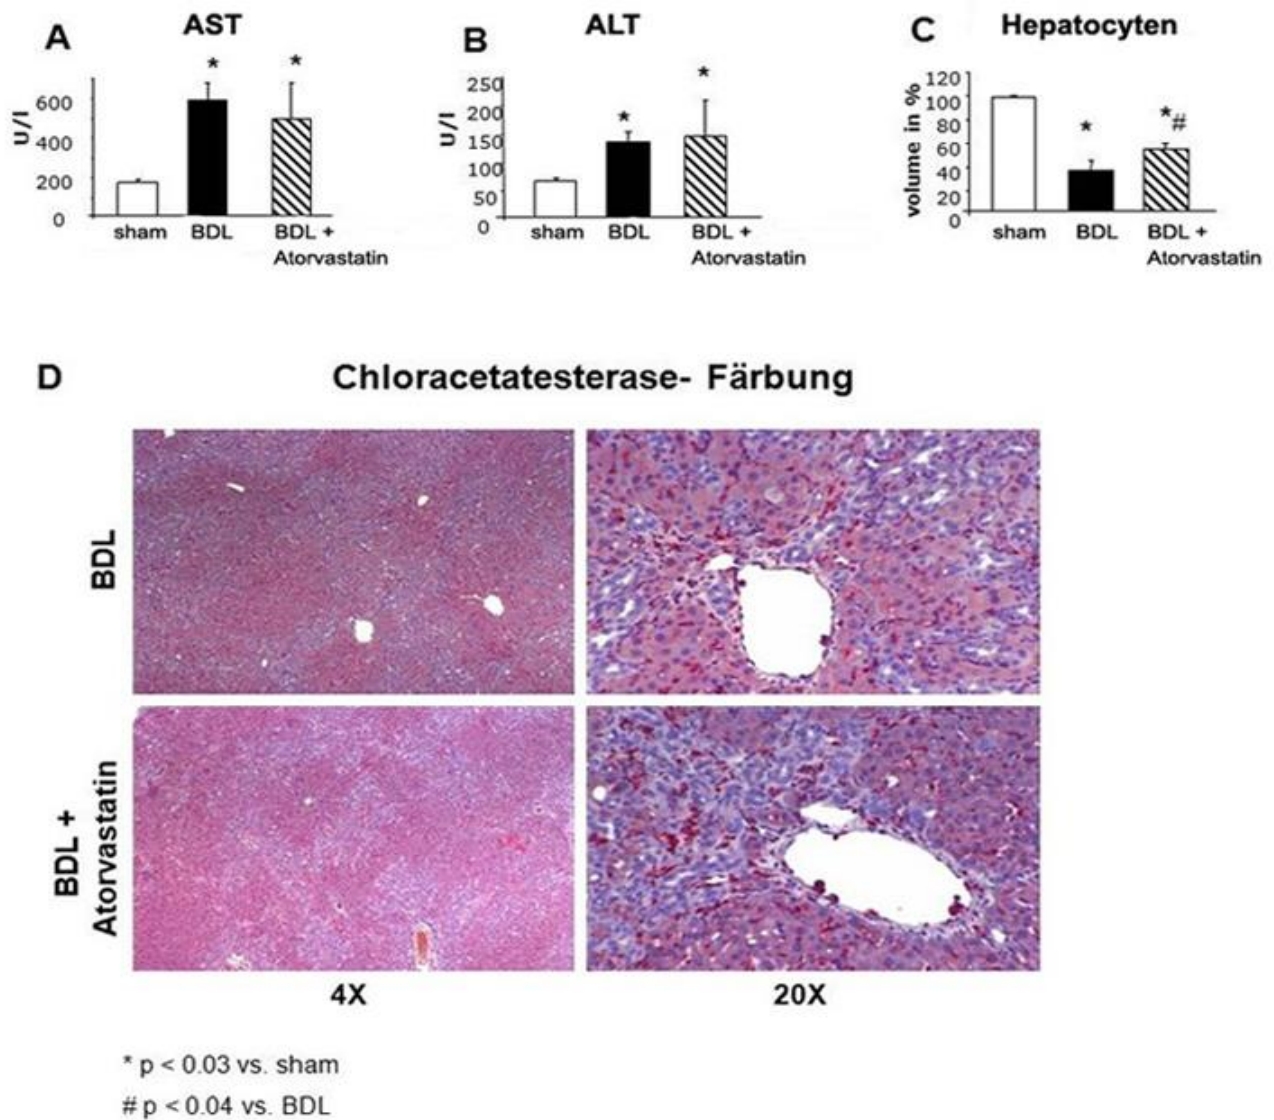 A
AST
U/l
600
400
200
0
*
*
sham
BDL
BDL +
Atorvastatin
B
ALT
U/l
250
200
150
100
50
0
*
*
sham
BDL
BDL +
Atorvastatin
C
Hepatocyten
volume in %
120
100
80
60
40
20
0
*
*#
sham
BDL
BDL +
Atorvastatin
D
Chloracetatesterase- Färbung
BDL
BDL +
Atorvastatin
4X
20X
* p < 0.03 vs. sham
# p < 0.04 vs. BDL